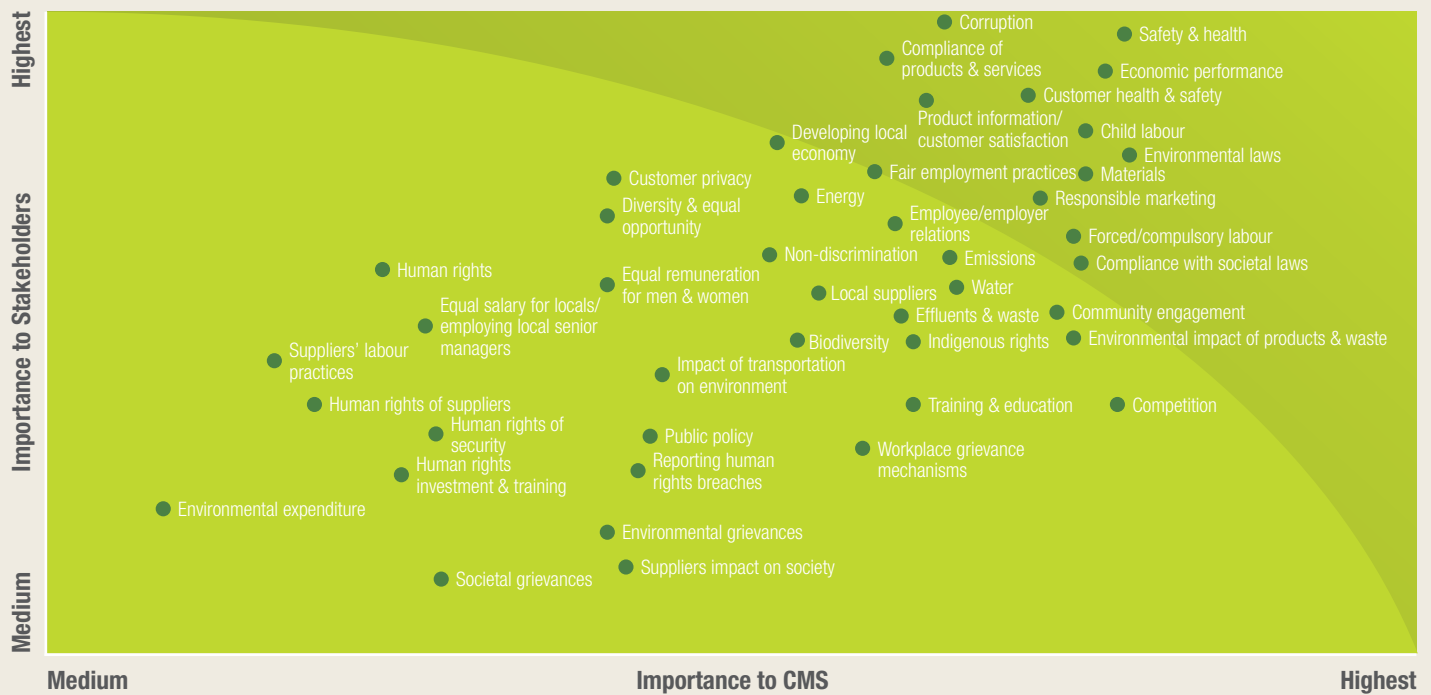 Highest
Importance to Stakeholders
Medium
Corruption
Safety & health
Compliance of
products & services
Economic performance
Customer health & safety
Product information/
customer satisfaction
Developing local
economy
Child labour
Environmental laws
Fair employment practices
Materials
Customer privacy
Energy
Responsible marketing
Diversity & equal
opportunity
Employee/employer
relations
Forced/compulsory labour
Non-discrimination
Emissions
Compliance with societal laws
Human rights
Equal remuneration
for men & women
Local suppliers
Water
Equal salary for locals/
employing local senior
managers
Effluents & waste
Community engagement
Biodiversity
Indigenous rights
Environmental impact of products & waste
Suppliers’ labour
practices
Impact of transportation
on environment
Human rights of suppliers
Training & education
Competition
Human rights of
security
Public policy
Workplace grievance
mechanisms
Human rights
investment & training
Reporting human
rights breaches
Environmental expenditure
Environmental grievances
Suppliers impact on society
Societal grievances
Medium
Importance to CMS
Highest